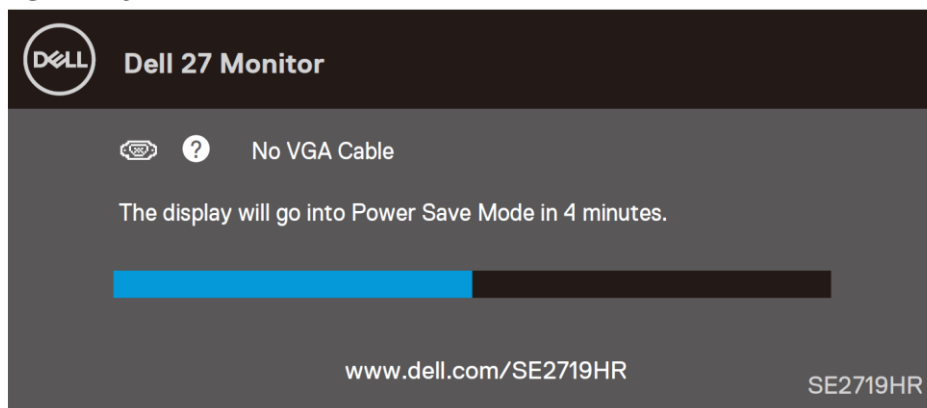 DELL
Dell 27 Monitor
? No VGA Cable
The display will go into Power Save Mode in 4 minutes.
www.dell.com/SE2719HR
SE2719HR